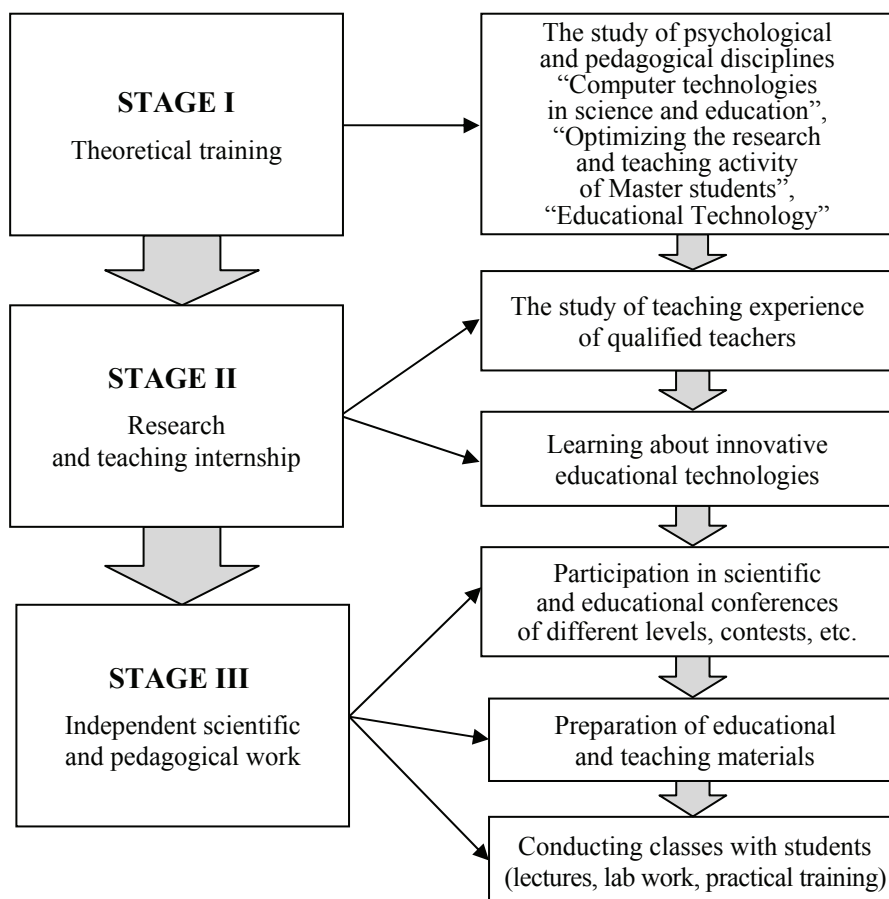 STAGE I
Theoretical training
The study of psychological
and pedagogical disciplines
“Computer technologies
in science and education”,
“Optimizing the research
and teaching activity
of Master students”,
“Educational Technology”
STAGE II
Research
and teaching internship
The study of teaching experience
of qualified teachers
Learning about innovative
educational technologies
STAGE III
Independent scientific
and pedagogical work
Participation in scientific
and educational conferences
of different levels, contests, etc.
Preparation of educational
and teaching materials
Conducting classes with students
(lectures, lab work, practical training)